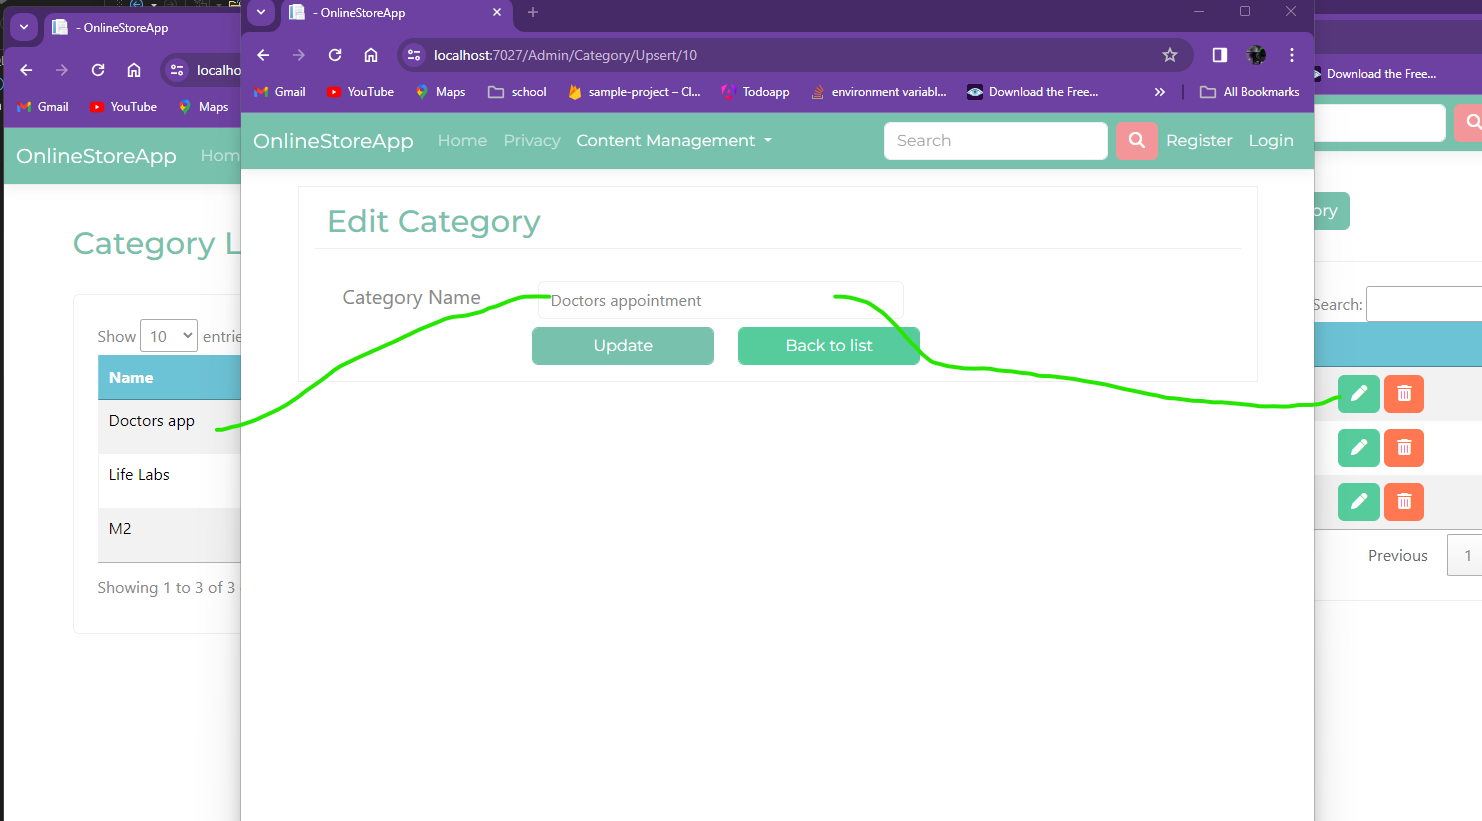 - OnlineStoreApp
localho
Gmail YouTube Maps
OnlineStoreApp Hom
Category L
Show 10 entrie
Name
Doctors app
Life Labs
M2
Showing 1 to 3 of 3
- OnlineStoreApp
localhost:7027/Admin/Category/Upsert/10
Gmail YouTube Maps school sample-project – Cl... Todoapp environment variabl... Download the Free... » All Bookmarks
OnlineStoreApp Home Privacy Content Management Search Register Login
Edit Category
Category Name Doctors appointment
Update Back to list
Download the Free...
ory
Search:
Previous 1